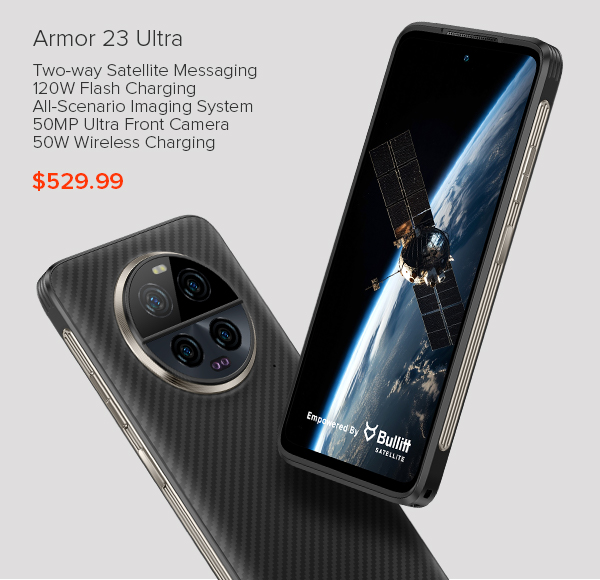 Armor 23 Ultra
Two-way Satellite Messaging
120W Flash Charging
All-Scenario Imaging System
50MP Ultra Front Camera
50W Wireless Charging
$529.99
Empowered By Bullitt
SATELLITE